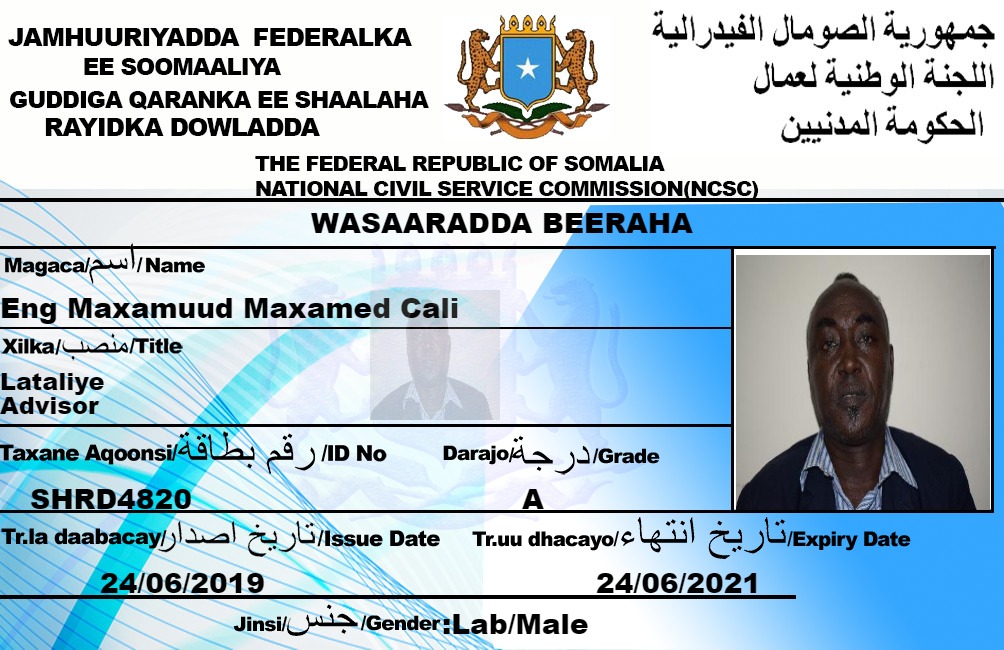 JAMHUURIYADDA FEDERALKA
EE SOOMAALIYA
GUDDIGA QARANKA EE SHAALAHA
RAYIDKA DOWLADDA
جمهورية الصومال الفيدرالية
اللجنة الوطنية لعمال
الحكومة المدنيين
THE FEDERAL REPUBLIC OF SOMALIA
NATIONAL CIVIL SERVICE COMMISSION(NCSC)
WASAARADDA BEERAHA
Magaca/اسم/Name
Eng Maxamuud Maxamed Cali
Xilka/منصب/Title
Lataliye
Advisor
Taxane Aqoonsi/رقم بطاقة/ID No
SHRD4820
Darajo/درجة/Grade
A
Tr.la daabacay/تاريخ اصدار/Issue Date
24/06/2019
Tr.uu dhacayo/تاريخ انتهاء/Expiry Date
24/06/2021
Jinsi/جنس/Gender:Lab/Male